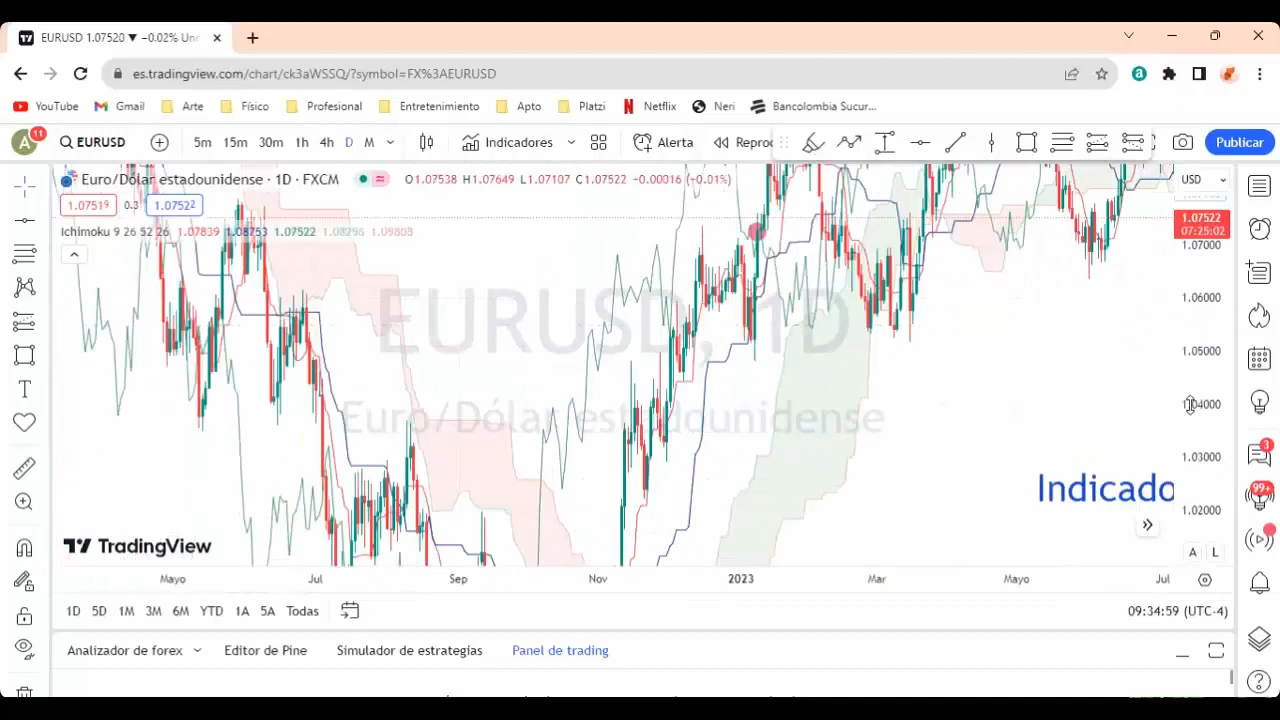 EURUSD 1.07520 ▼ −0.02% Un
es.tradingview.com/chart/ck3aWSSQ/?symbol=FX%3AEURUSD
YouTube Gmail Arte Físico Profesional Entretenimiento Apto Platzi Netflix Neri Bancolombia Sucur...
A 11 EURUSD 5m 15m 30m 1h 4h D M Indicadores Alerta Reproc Publicar
Euro/Dólar estadounidense · 1D · FXCM O1.07538 H1.07649 L1.07107 C1.07522 −0.00016 (−0.01%) USD
1.07519 0.3 1.07522
1.07522
07:25:02
Ichimoku 9 26 52 26 1.07839 1.08753 1.07522 1.08296 1.09808
1.07000
1.06000
1.05000
1.04000
1.03000
1.02000
EURUSD, 1D
Euro/Dólar estadounidense
Indicado
3
99+
TradingView
A L
Mayo Jul Sep Nov 2023 Mar Mayo Jul
1D 5D 1M 3M 6M YTD 1A 5A Todas 09:34:59 (UTC-4)
Analizador de forex Editor de Pine Simulador de estrategias Panel de trading